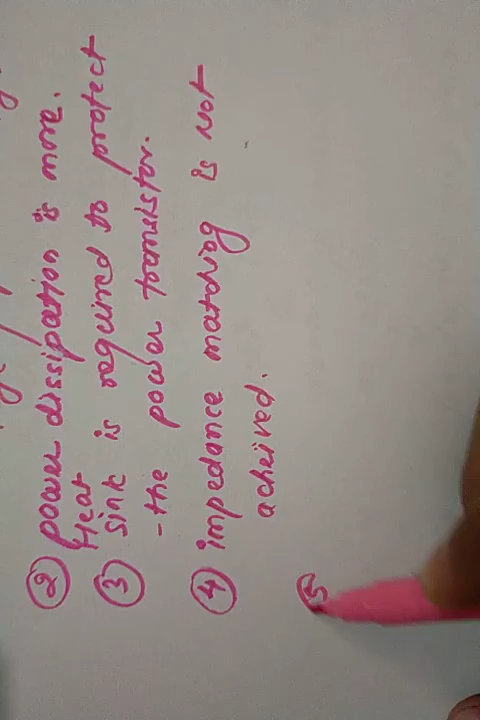 ② power dissipation is more.
Heat
③ sink is required to protect
the power transistor.
④ impedance matching is not
achieved.
5